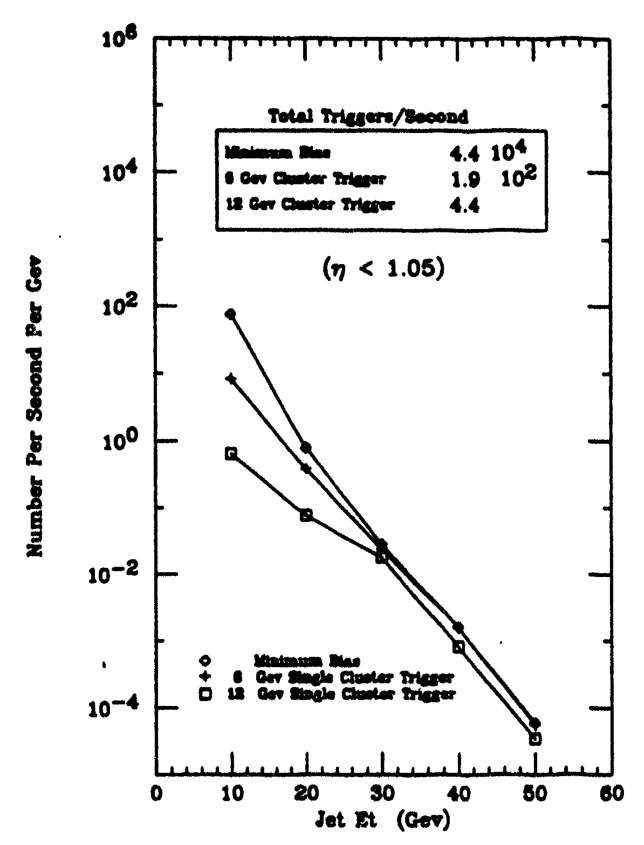 10^6
Total Triggers/Second
Minimum Bias 4.4 10^4
6 Gev Cluster Trigger 1.9 10^2
12 Gev Cluster Trigger 4.4
10^4
(η < 1.05)
10^2
Number Per Second Per Gev
10^0
10^-2
Minimum Bias
6 Gev Single Cluster Trigger
12 Gev Single Cluster Trigger
10^-4
0 10 20 30 40 50 60
Jet Et (Gev)